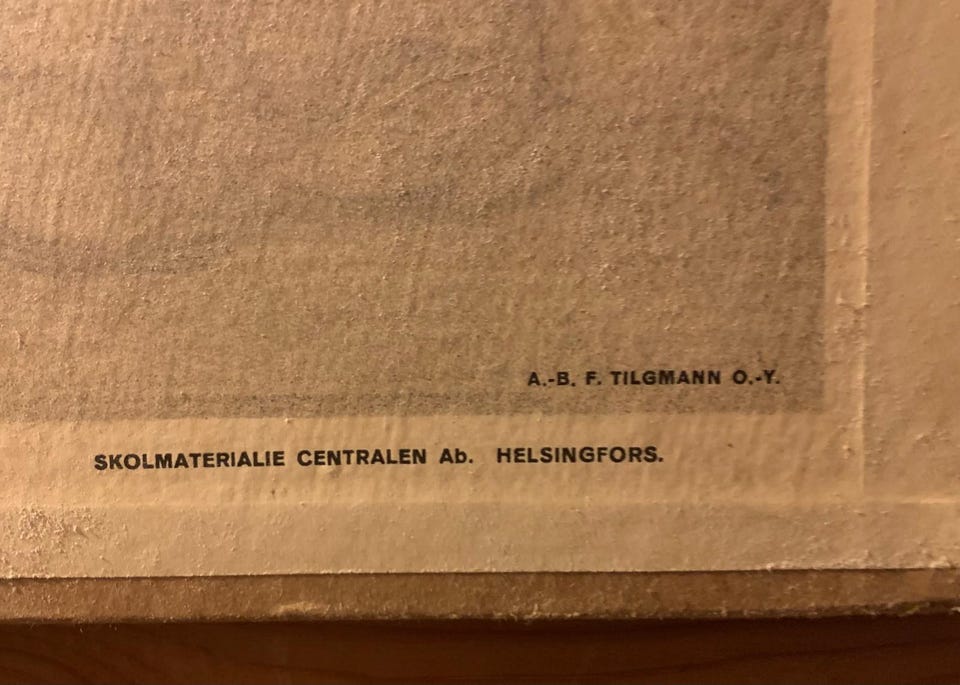 A.-B. F. TILGMANN O.-Y.
SKOLMATERIALIE CENTRALEN Ab. HELSINGFORS.